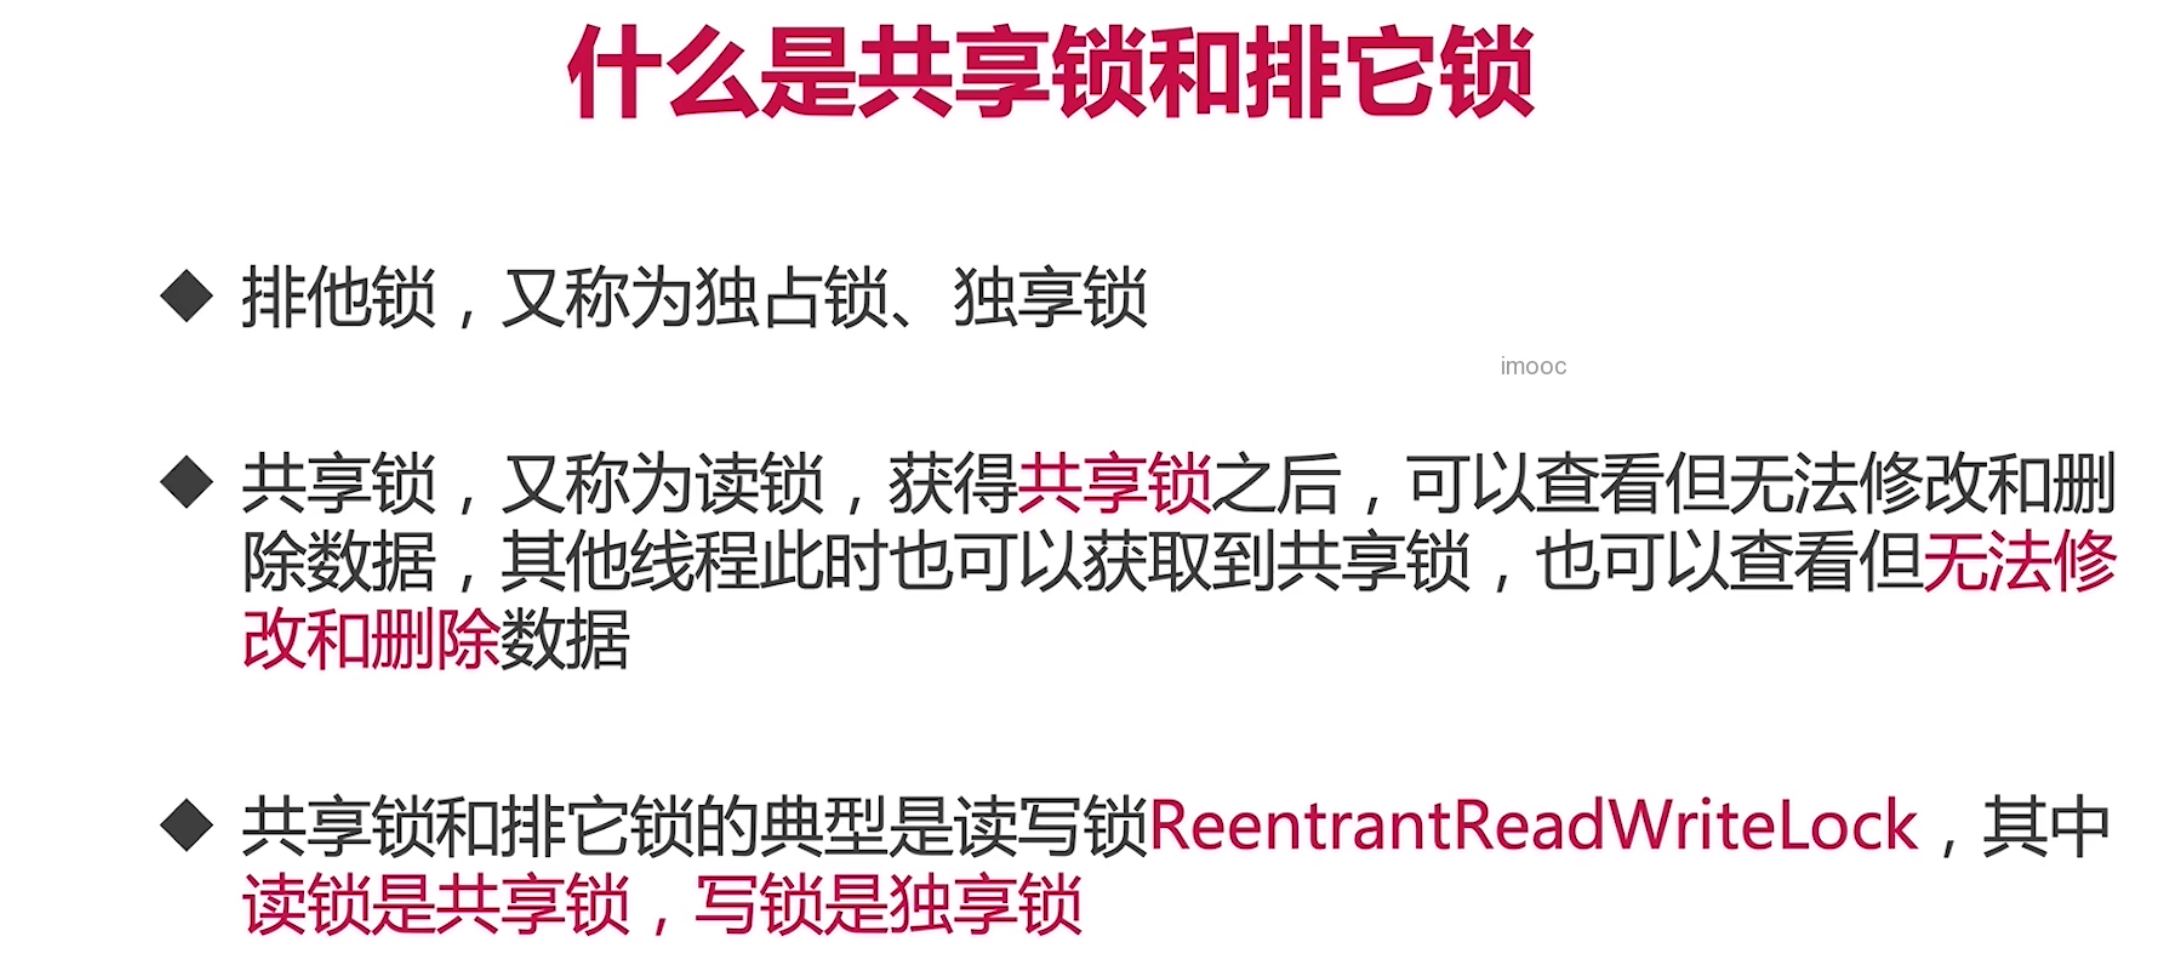 什么是共享锁和排它锁
◆ 排他锁，又称为独占锁、独享锁
imooc
◆ 共享锁，又称为读锁，获得共享锁之后，可以查看但无法修改和删
除数据，其他线程此时也可以获取到共享锁，也可以查看但无法修
改和删除数据
◆ 共享锁和排它锁的典型是读写锁ReentrantReadWriteLock，其中
读锁是共享锁，写锁是独享锁